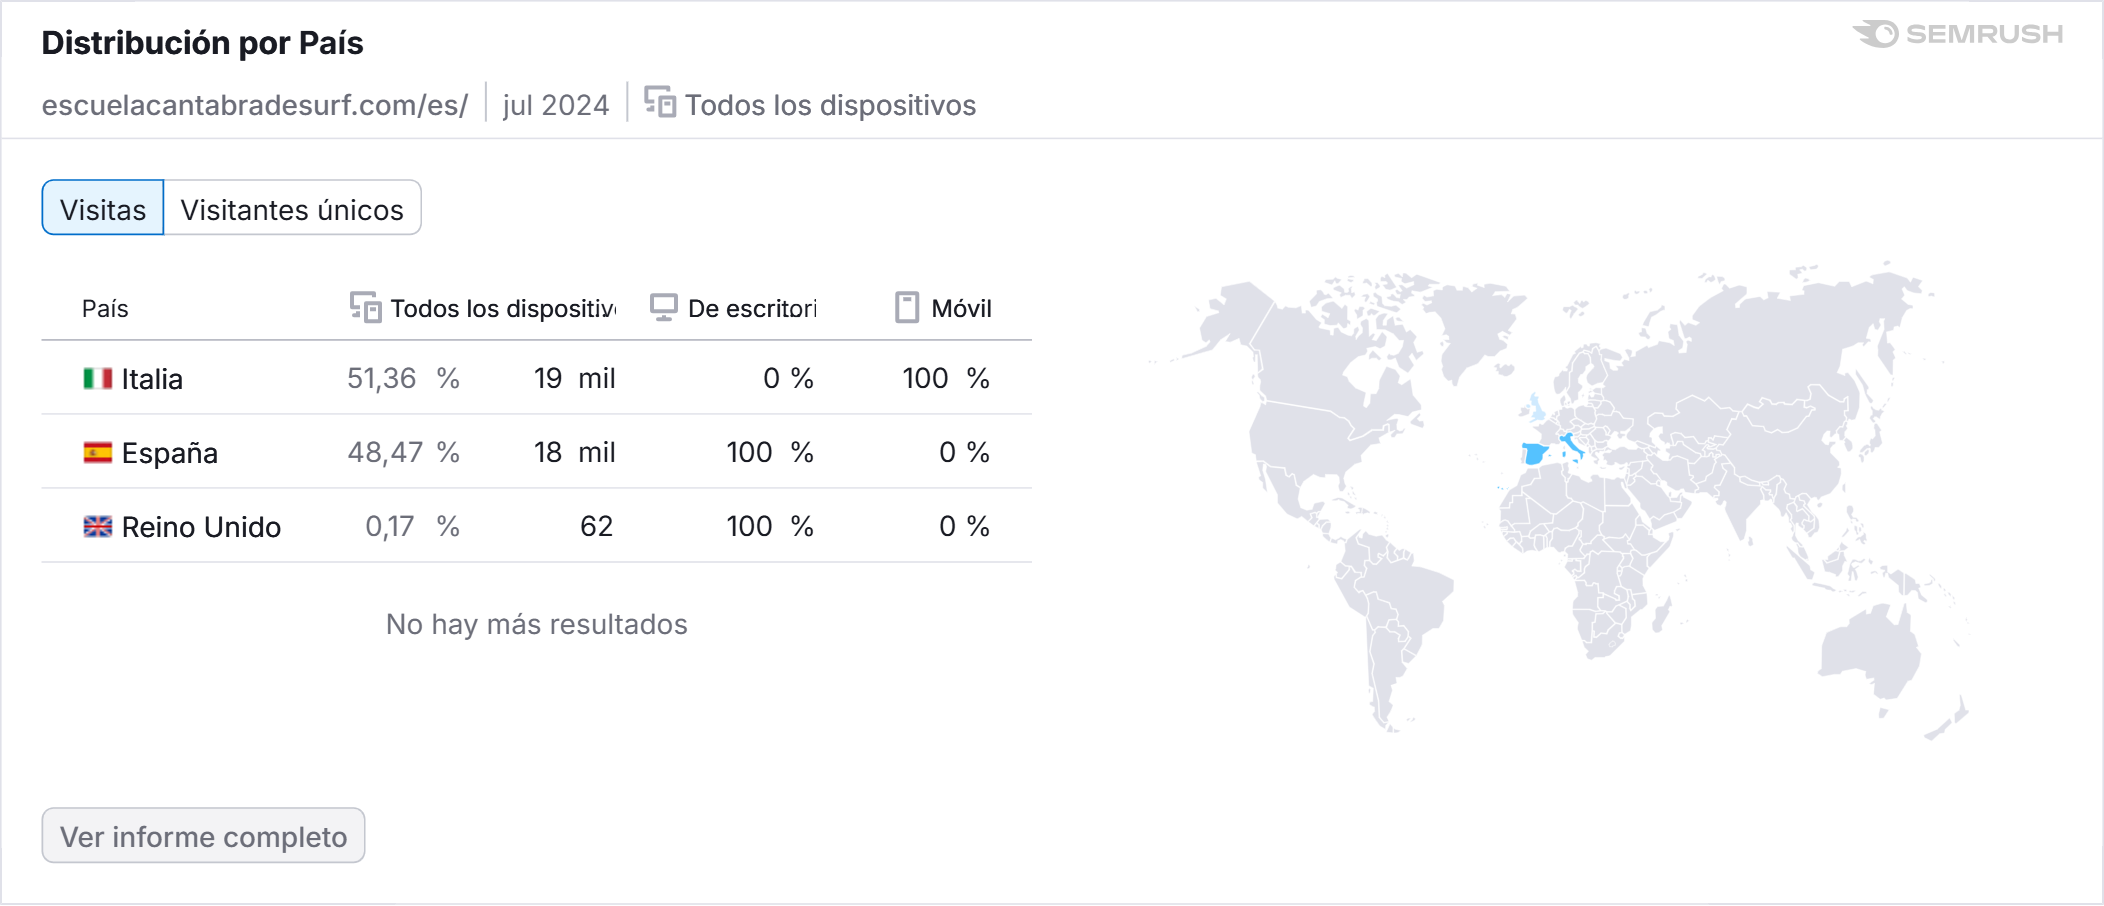 Distribución por País
SEMRUSH
escuelacantabradesurf.com/es/ jul 2024 Todos los dispositivos
Visitas Visitantes únicos
País Todos los dispositiv De escritori Móvil
Italia 51,36 % 19 mil 0 % 100 %
España 48,47 % 18 mil 100 % 0 %
Reino Unido 0,17 % 62 100 % 0 %
No hay más resultados
Ver informe completo